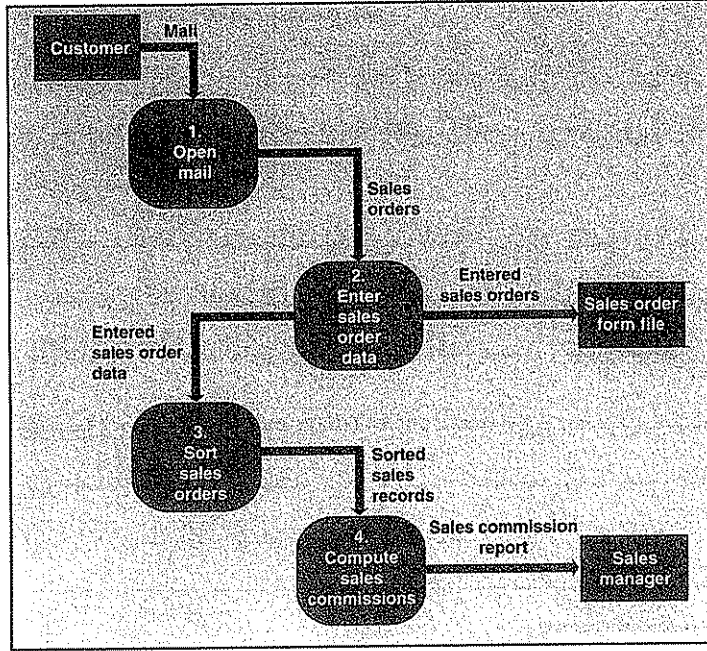 Mail
Customer
1.
Open
mail
Sales
orders
2.
Enter
sales
order
data
Entered
sales orders
Sales order
form file
Entered
sales order
data
3.
Sort
sales
orders
Sorted
sales
records
4.
Compute
sales
commissions
Sales commission
report
Sales
manager